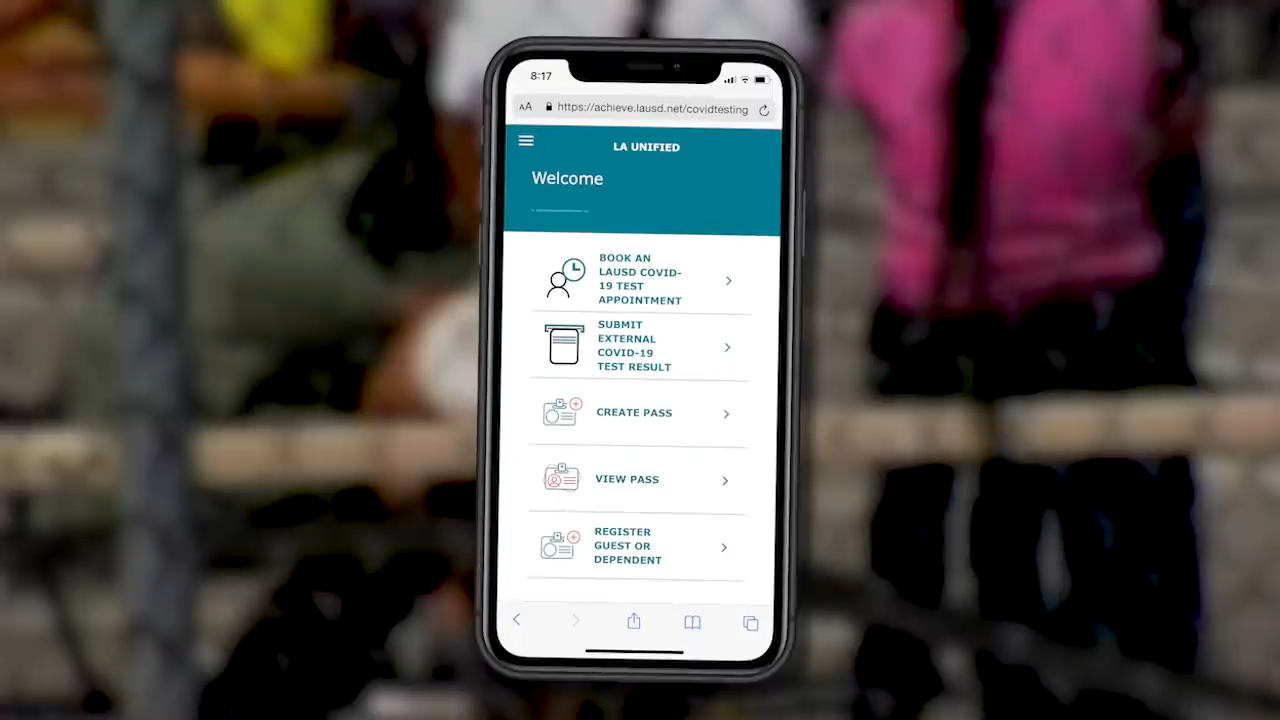 8:17
AA https://achieve.lausd.net/covidtesting
LA UNIFIED
Welcome
BOOK AN
LAUSD COVID-
19 TEST
APPOINTMENT
SUBMIT
EXTERNAL
COVID-19
TEST RESULT
CREATE PASS
VIEW PASS
REGISTER
GUEST OR
DEPENDENT